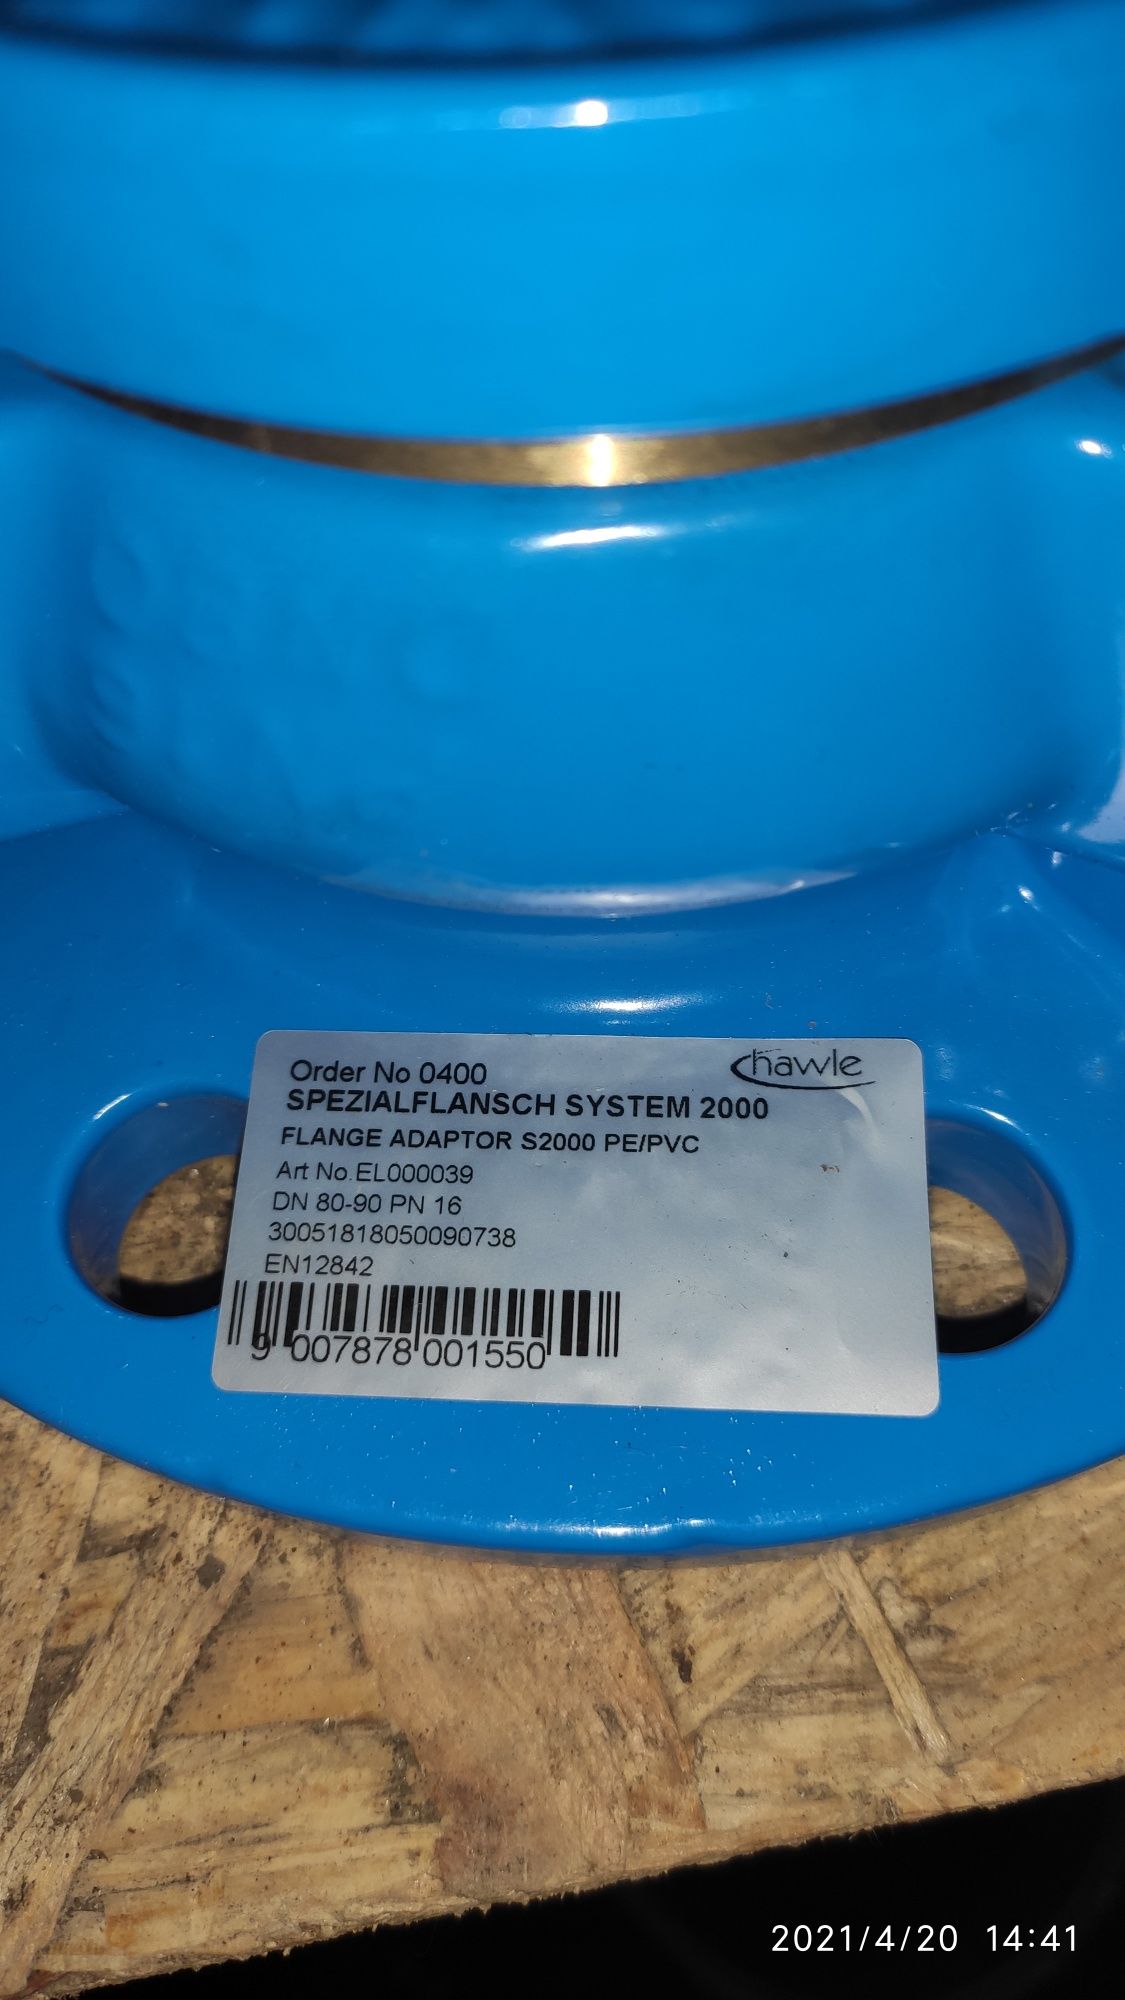 Order No 0400
hawle
SPEZIALFLANSCH SYSTEM 2000
FLANGE ADAPTOR S2000 PE/PVC
Art No.EL000039
DN 80-90 PN 16
30051818050090738
EN12842
9 007878 001550
2021/4/20 14:41